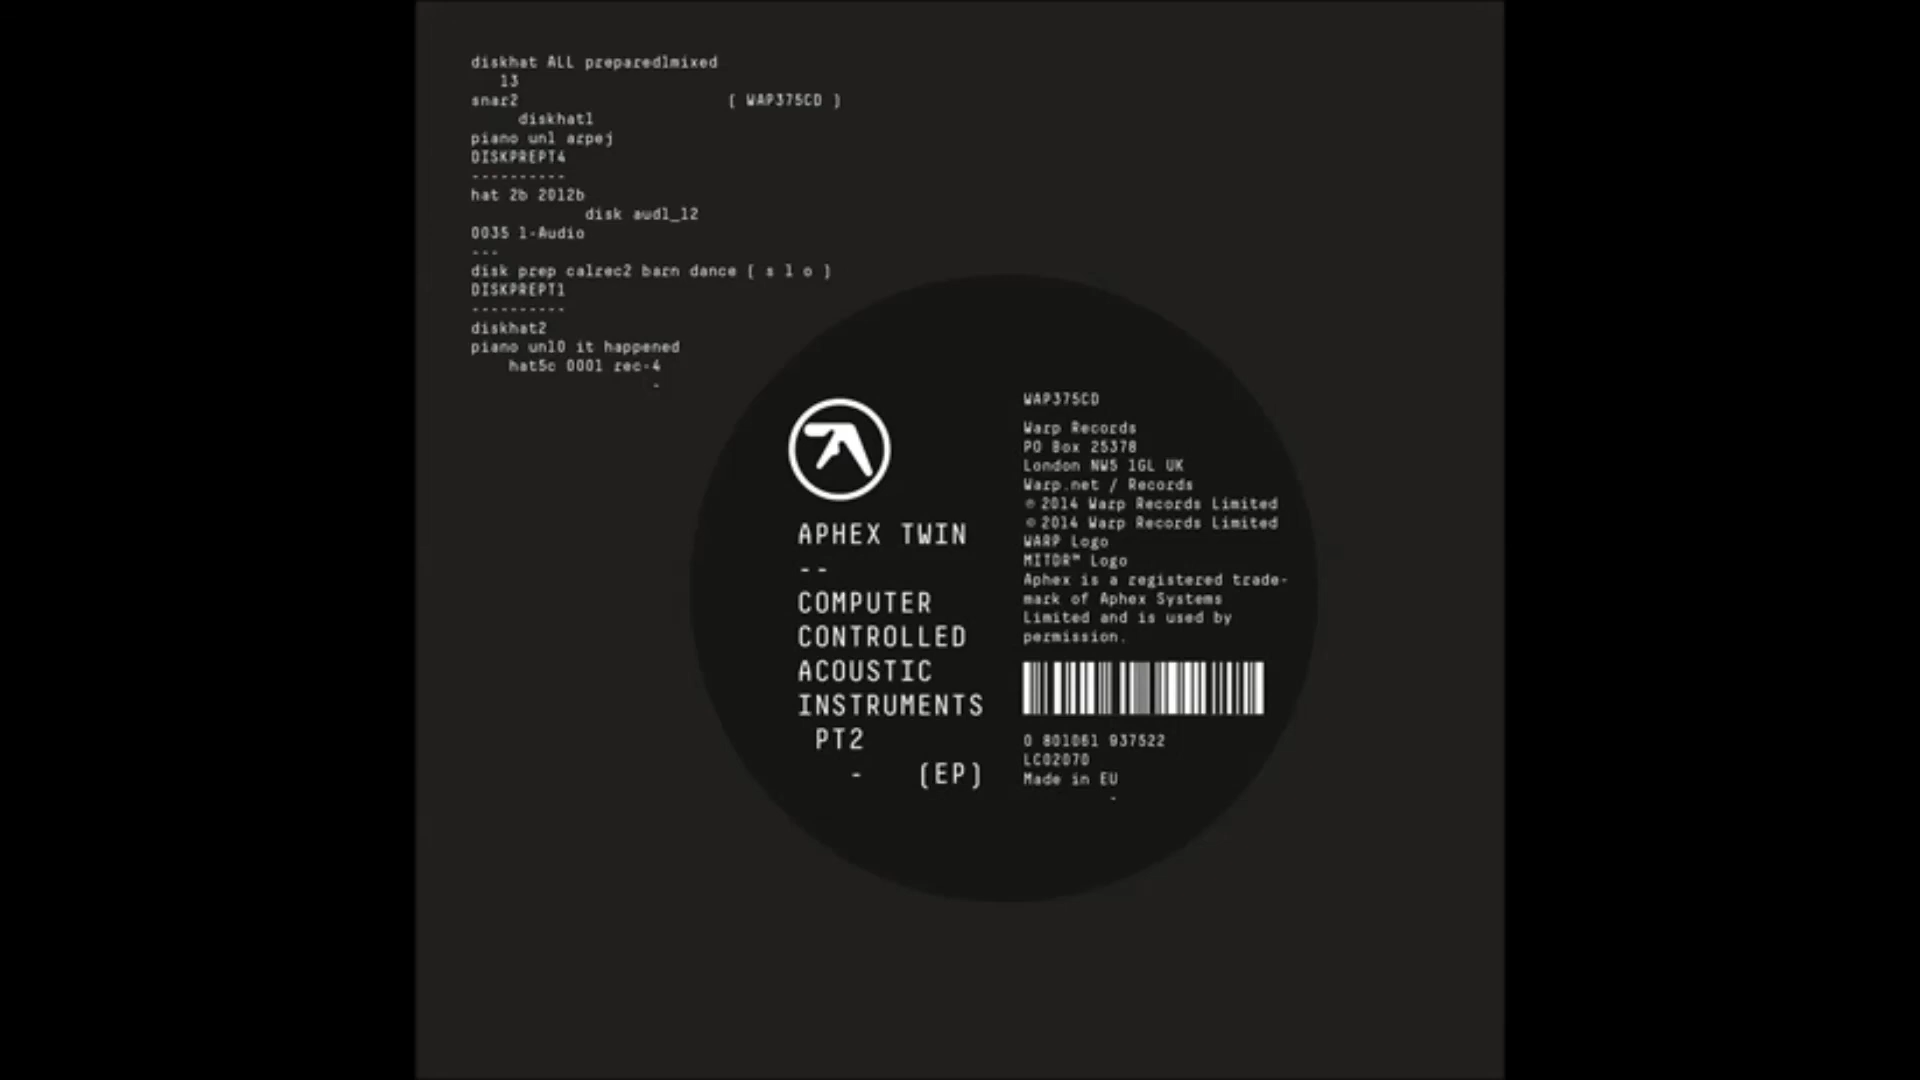 diskhat ALL prepared1mixed
13
snar2 [ WAP375CD ]
diskhat1
piano un1 arpej
DISKPREPT4
----------
hat 2b 2012b
disk aud1_12
0035 1-Audio
---
disk prep calrec2 barn dance [ s l o ]
DISKPREPT1
----------
diskhat2
piano un10 it happened
hat5c 0001 rec-4
-
APHEX TWIN
--
COMPUTER
CONTROLLED
ACOUSTIC
INSTRUMENTS
PT2
- [EP]
WAP375CD
Warp Records
PO Box 25378
London NW5 1GL UK
Warp.net / Records
℗ 2014 Warp Records Limited
© 2014 Warp Records Limited
WARP Logo
MITDR™ Logo
Aphex is a registered trade-
mark of Aphex Systems
Limited and is used by
permission.
0 801061 937522
LC02070
Made in EU
-